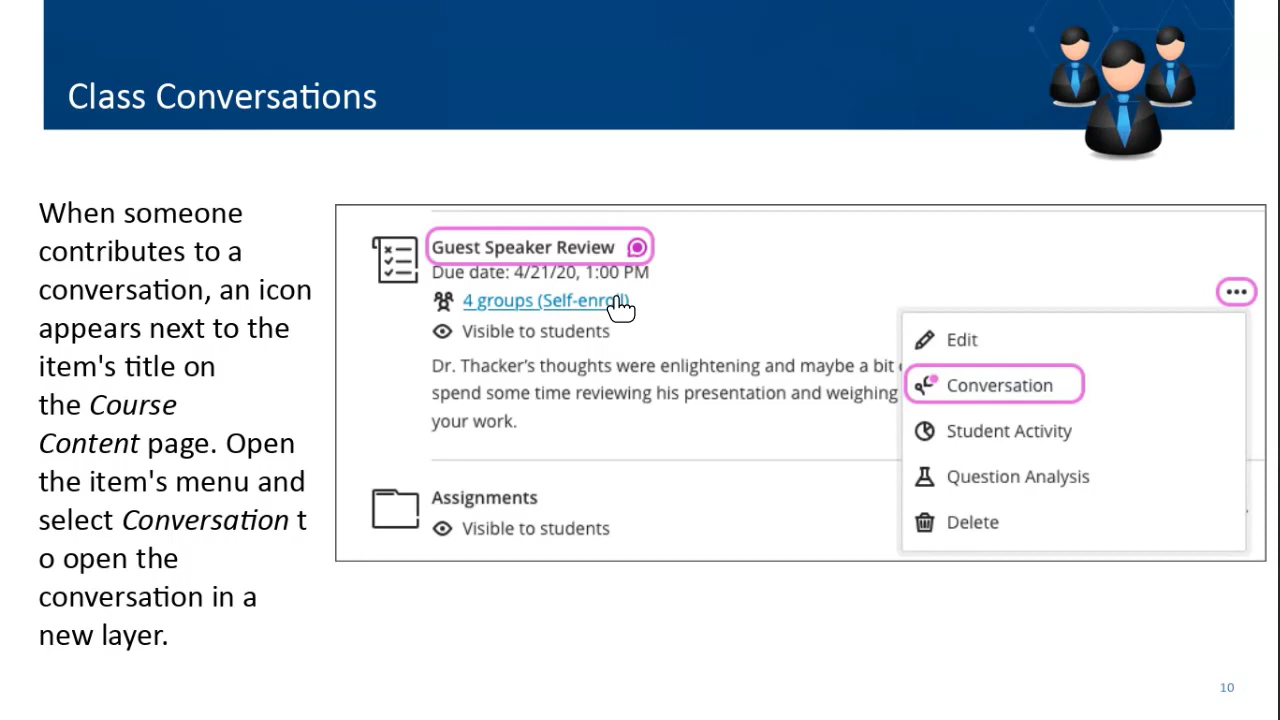 Class Conversations
When someone
contributes to a
conversation, an icon
appears next to the
item's title on
the Course
Content page. Open
the item's menu and
select Conversation t
o open the
conversation in a
new layer.
Guest Speaker Review
Due date: 4/21/20, 1:00 PM
4 groups (Self-enroll)
Visible to students
Dr. Thacker's thoughts were enlightening and maybe a bit
spend some time reviewing his presentation and weighing
your work.
Assignments
Visible to students
Edit
Conversation
Student Activity
Question Analysis
Delete
10